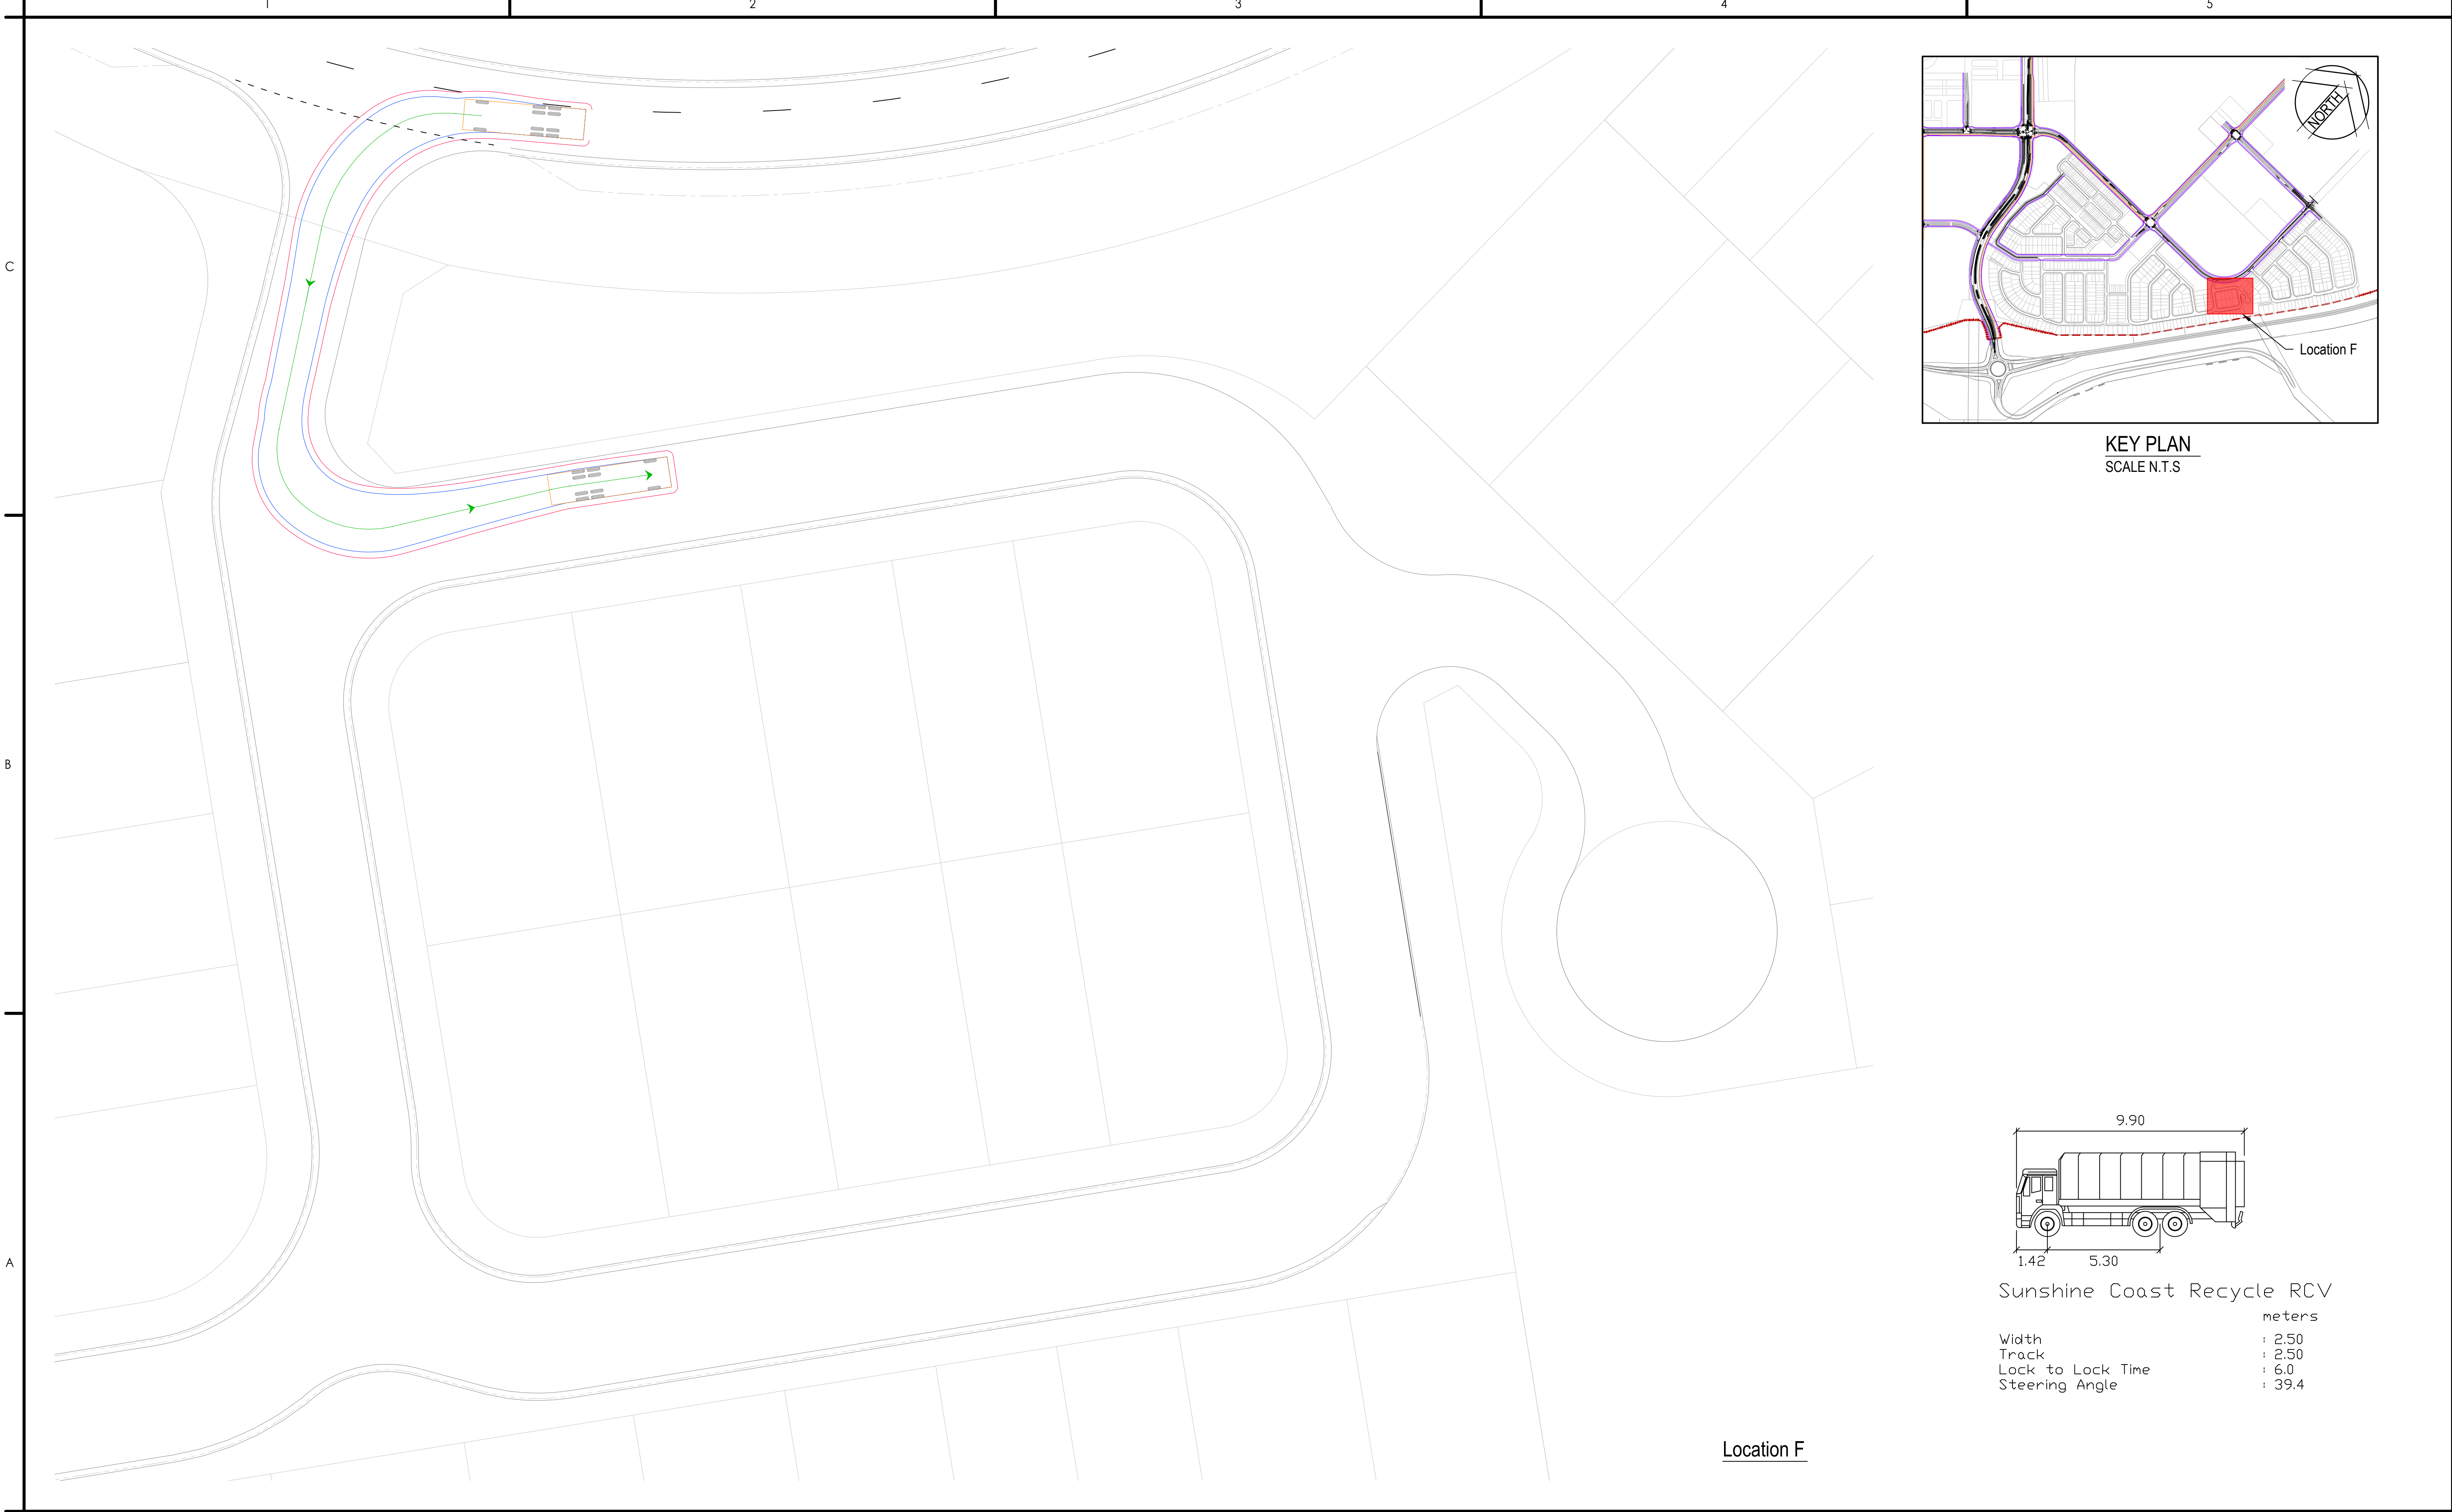 1 2 3 4 5
C
B
A
NORTH
Location F
KEY PLAN
SCALE N.T.S
9.90
1.42 5.30
Sunshine Coast Recycle RCV
meters
Width : 2.50
Track : 2.50
Lock to Lock Time : 6.0
Steering Angle : 39.4
Location F